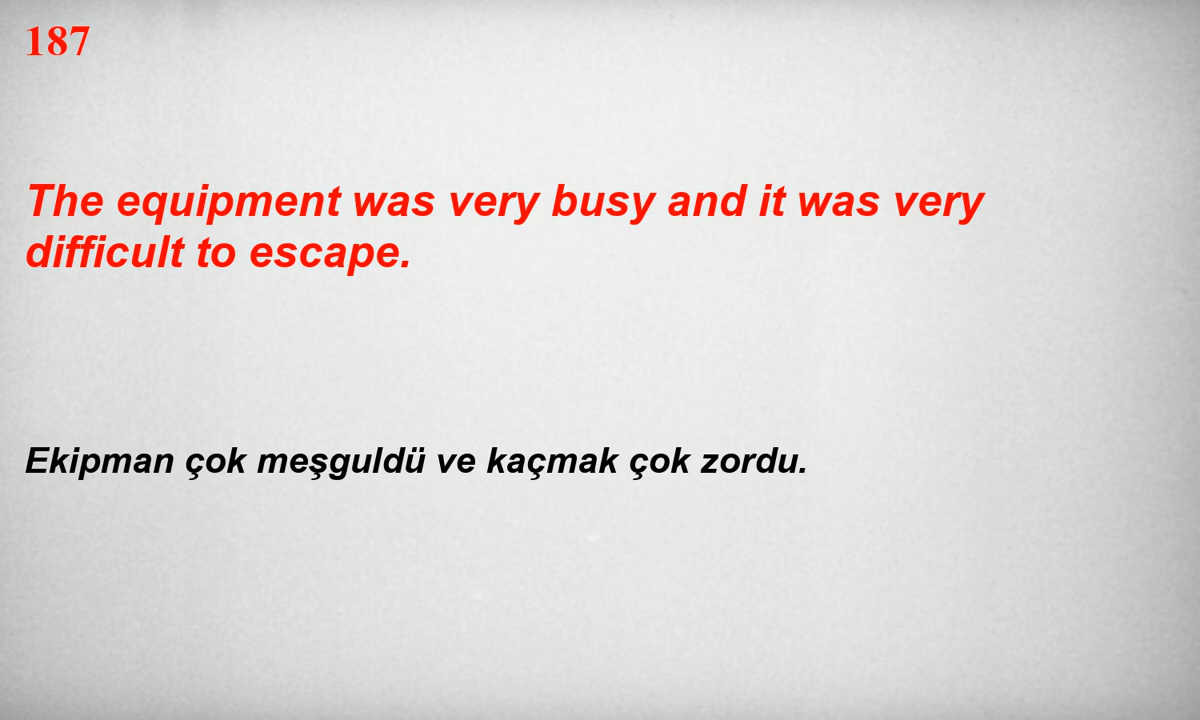 187
The equipment was very busy and it was very
difficult to escape.
Ekipman çok meşguldü ve kaçmak çok zordu.